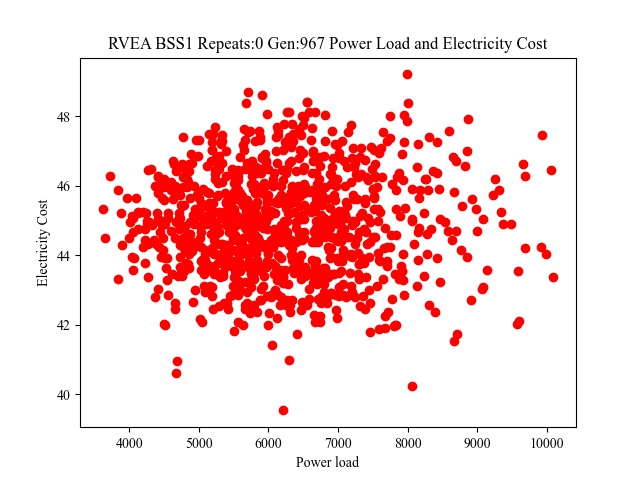 RVEA BSS1 Repeats:0 Gen:967 Power Load and Electricity Cost
48
46
44
42
40
Electricity Cost
4000 5000 6000 7000 8000 9000 10000
Power load